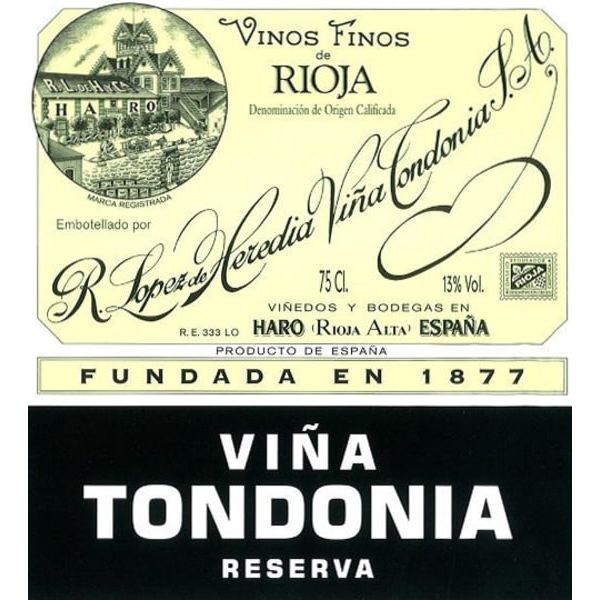 VINOS FINOS
de
RIOJA
Denominación de Origen Calificada
R.L.DE H.Y CA
HARO
MARCA REGISTRADA
Embotellado por
R. LOPEZ de Heredia Viña Tondonia S.A.
75 Cl.
13% Vol.
RIOJA
VIÑEDOS Y BODEGAS EN
R.E. 333 LO
HARO (RIOJA ALTA) ESPAÑA
PRODUCTO DE ESPAÑA
FUNDADA EN 1877
VIÑA
TONDONIA
RESERVA